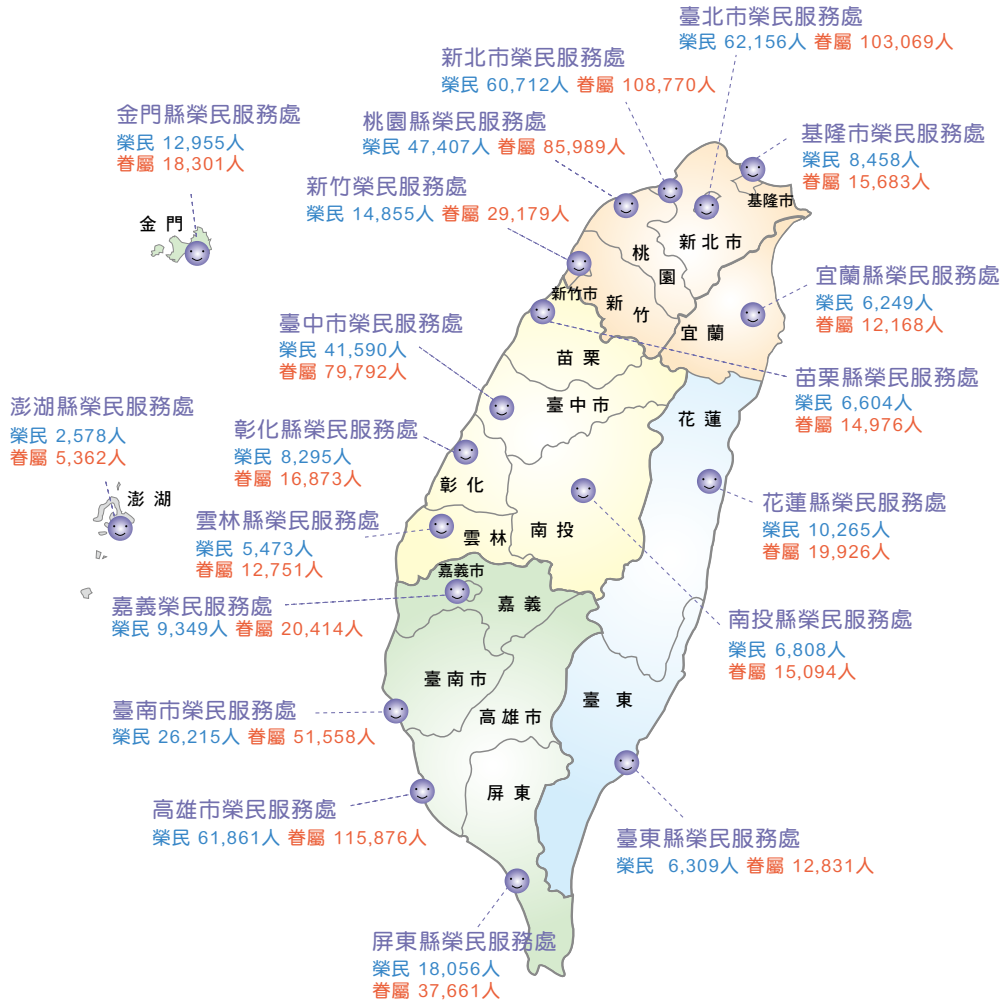 臺北市榮民服務處
榮民 62,156人 眷屬 103,069人
新北市榮民服務處
榮民 60,712人 眷屬 108,770人
桃園縣榮民服務處
榮民 47,407人 眷屬 85,989人
新竹榮民服務處
榮民 14,855人 眷屬 29,179人
金門縣榮民服務處
榮民 12,955人
眷屬 18,301人
基隆市榮民服務處
榮民 8,458人
眷屬 15,683人
宜蘭縣榮民服務處
榮民 6,249人
眷屬 12,168人
臺中市榮民服務處
榮民 41,590人
眷屬 79,792人
苗栗縣榮民服務處
榮民 6,604人
眷屬 14,976人
澎湖縣榮民服務處
榮民 2,578人
眷屬 5,362人
彰化縣榮民服務處
榮民 8,295人
眷屬 16,873人
花蓮縣榮民服務處
榮民 10,265人
眷屬 19,926人
雲林縣榮民服務處
榮民 5,473人
眷屬 12,751人
嘉義榮民服務處
榮民 9,349人 眷屬 20,414人
南投縣榮民服務處
榮民 6,808人
眷屬 15,094人
臺南市榮民服務處
榮民 26,215人 眷屬 51,558人
高雄市榮民服務處
榮民 61,861人 眷屬 115,876人
臺東縣榮民服務處
榮民 6,309人 眷屬 12,831人
屏東縣榮民服務處
榮民 18,056人
眷屬 37,661人
金門
基隆市
新北市
桃園
新竹市
新竹
宜蘭
苗栗
臺中市
花蓮
澎湖
彰化
南投
雲林
嘉義市
嘉義
臺南市
高雄市
臺東
屏東